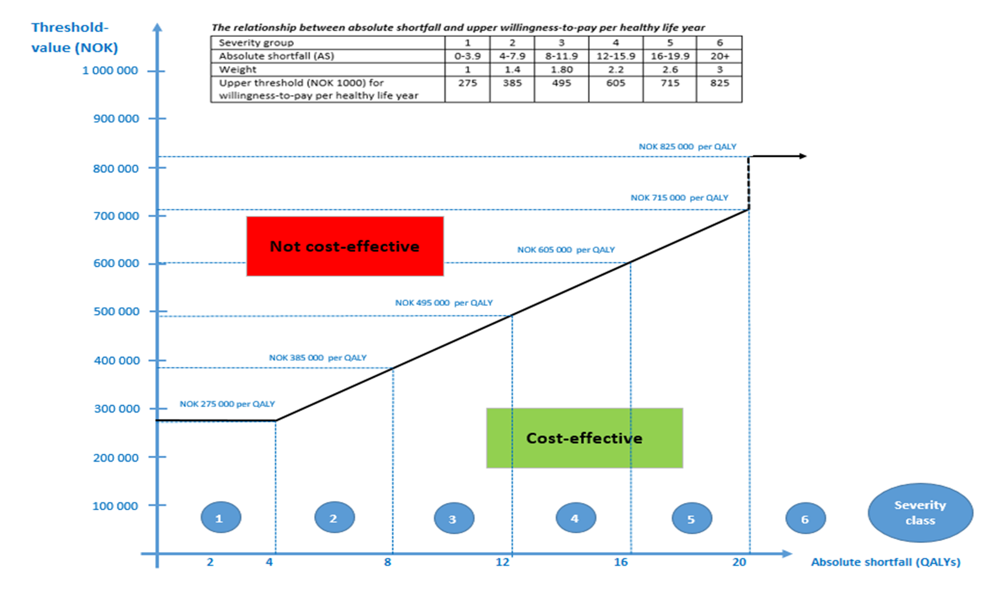 Threshold-
value (NOK)
The relationship between absolute shortfall and upper willingness-to-pay per healthy life year
Severity group 1 2 3 4 5 6
Absolute shortfall (AS) 0-3.9 4-7.9 8-11.9 12-15.9 16-19.9 20+
Weight 1 1.4 1.80 2.2 2.6 3
Upper threshold (NOK 1000) for 275 385 495 605 715 825
willingness-to-pay per healthy life year
1 000 000
900 000
NOK 825 000 per QALY
800 000
NOK 715 000 per QALY
700 000
Not cost-effective
NOK 605 000 per QALY
600 000
NOK 495 000 per QALY
500 000
NOK 385 000 per QALY
400 000
NOK 275 000 per QALY
300 000
Cost-effective
200 000
100 000
1 2 3 4 5 6
Severity
class
2 4 8 12 16 20 Absolute shortfall (QALYs)